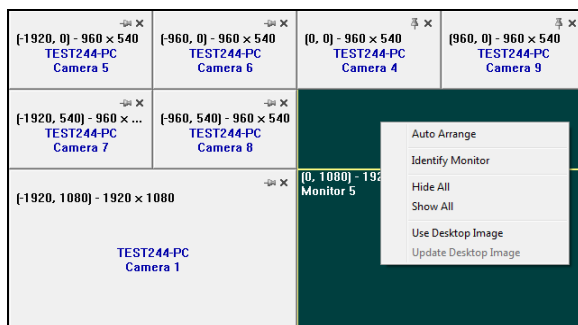 (-1920, 0) - 960 × 540
TEST244-PC
Camera 5
(-960, 0) - 960 × 540
TEST244-PC
Camera 6
(0, 0) - 960 × 540
TEST244-PC
Camera 4
(960, 0) - 960 × 540
TEST244-PC
Camera 9
(-1920, 540) - 960 × ...
TEST244-PC
Camera 7
(-960, 540) - 960 × 540
TEST244-PC
Camera 8
(-1920, 1080) - 1920 × 1080
TEST244-PC
Camera 1
(0, 1080) - 192
Monitor 5
Auto Arrange
Identify Monitor
Hide All
Show All
Use Desktop Image
Update Desktop Image